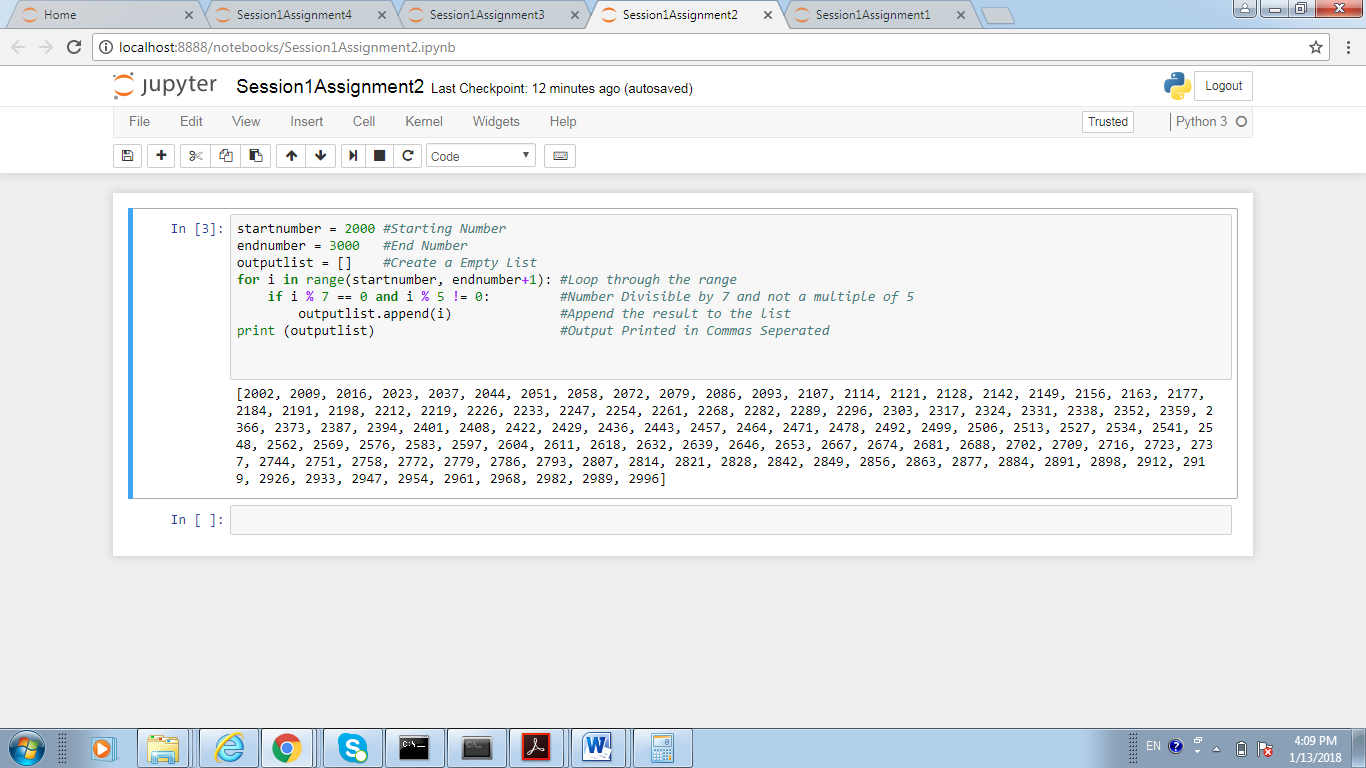 Home
Session1Assignment4
Session1Assignment3
Session1Assignment2
Session1Assignment1
localhost:8888/notebooks/Session1Assignment2.ipynb
jupyter Session1Assignment2 Last Checkpoint: 12 minutes ago (autosaved)
Logout
File Edit View Insert Cell Kernel Widgets Help
Trusted
Python 3
Code
In [3]:
startnumber = 2000 #Starting Number
endnumber = 3000   #End Number
outputlist = []    #Create a Empty List
for i in range(startnumber, endnumber+1): #Loop through the range
    if i % 7 == 0 and i % 5 != 0:         #Number Divisible by 7 and not a multiple of 5
        outputlist.append(i)              #Append the result to the list
print (outputlist)                        #Output Printed in Commas Seperated
[2002, 2009, 2016, 2023, 2037, 2044, 2051, 2058, 2072, 2079, 2086, 2093, 2107, 2114, 2121, 2128, 2142, 2149, 2156, 2163, 2177,
2184, 2191, 2198, 2212, 2219, 2226, 2233, 2247, 2254, 2261, 2268, 2282, 2289, 2296, 2303, 2317, 2324, 2331, 2338, 2352, 2359, 2
366, 2373, 2387, 2394, 2401, 2408, 2422, 2429, 2436, 2443, 2457, 2464, 2471, 2478, 2492, 2499, 2506, 2513, 2527, 2534, 2541, 25
48, 2562, 2569, 2576, 2583, 2597, 2604, 2611, 2618, 2632, 2639, 2646, 2653, 2667, 2674, 2681, 2688, 2702, 2709, 2716, 2723, 273
7, 2744, 2751, 2758, 2772, 2779, 2786, 2793, 2807, 2814, 2821, 2828, 2842, 2849, 2856, 2863, 2877, 2884, 2891, 2898, 2912, 291
9, 2926, 2933, 2947, 2954, 2961, 2968, 2982, 2989, 2996]
In [ ]:
C:\_
EN
4:09 PM
1/13/2018